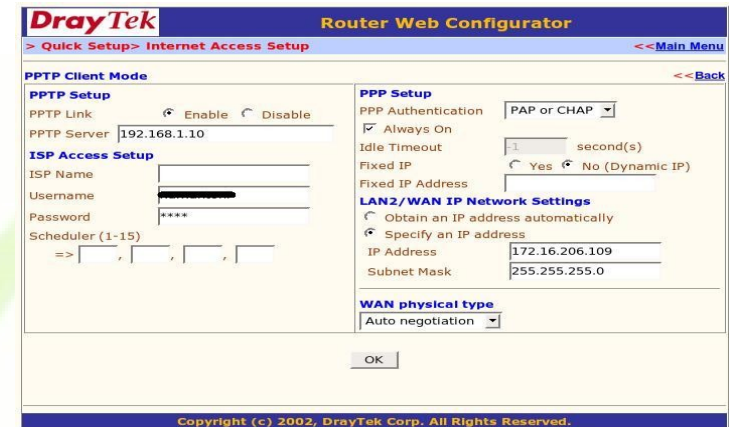 DrayTek
Router Web Configurator
> Quick Setup> Internet Access Setup
<<Main Menu
PPTP Client Mode
<<Back
PPTP Setup
PPTP Link Enable Disable
PPTP Server 192.168.1.10
ISP Access Setup
ISP Name
Username
Password ****
Scheduler (1-15)
=> , , ,
PPP Setup
PPP Authentication PAP or CHAP
Always On
Idle Timeout -1 second(s)
Fixed IP Yes No (Dynamic IP)
Fixed IP Address
LAN2/WAN IP Network Settings
Obtain an IP address automatically
Specify an IP address
IP Address 172.16.206.109
Subnet Mask 255.255.255.0
WAN physical type
Auto negotiation
OK
Copyright (c) 2002, DrayTek Corp. All Rights Reserved.